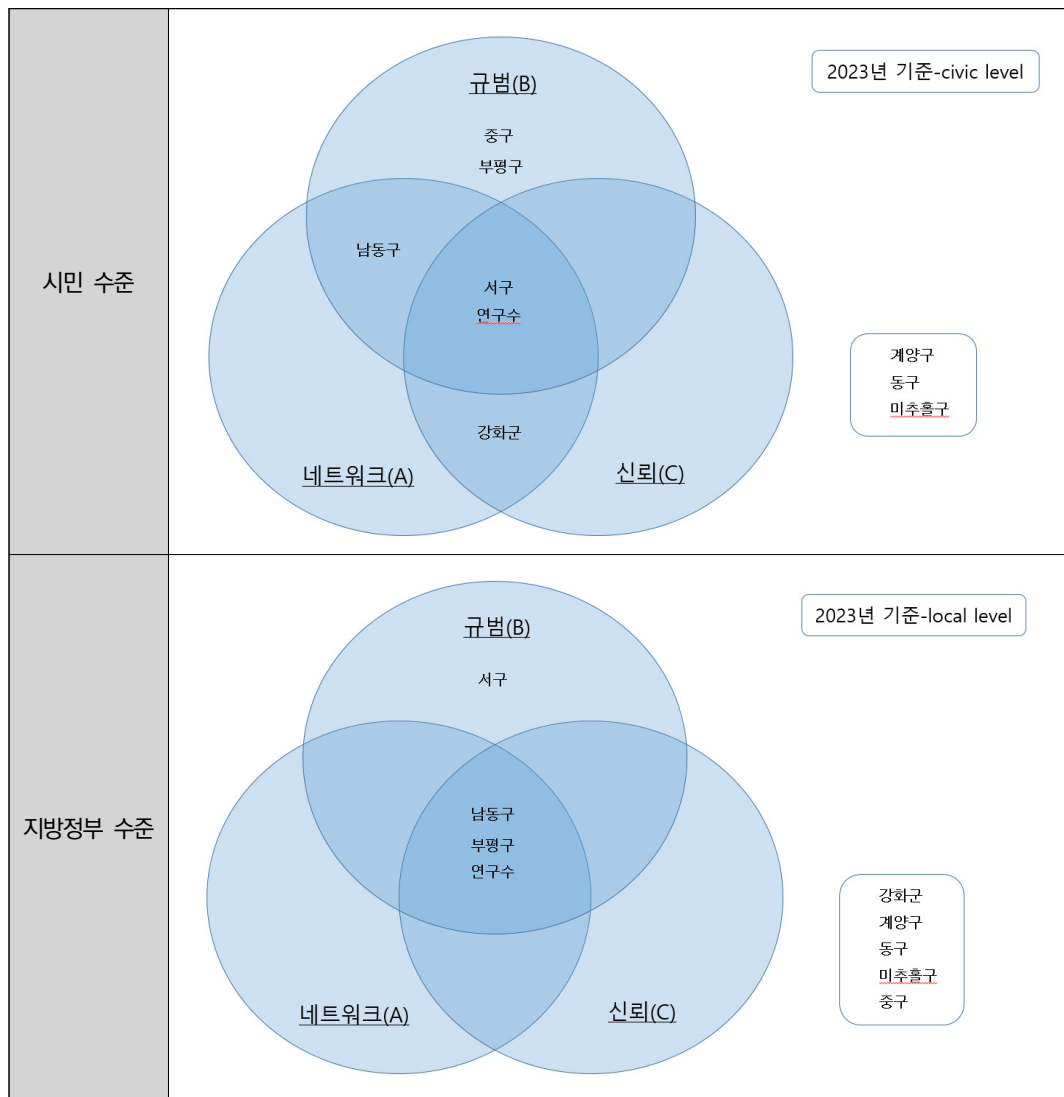 시민 수준
2023년 기준-civic level
규범(B)
중구
부평구
남동구
서구
연구수
강화군
네트워크(A)
신뢰(C)
계양구
동구
미추홀구
지방정부 수준
2023년 기준-local level
규범(B)
서구
남동구
부평구
연구수
네트워크(A)
신뢰(C)
강화군
계양구
동구
미추홀구
중구